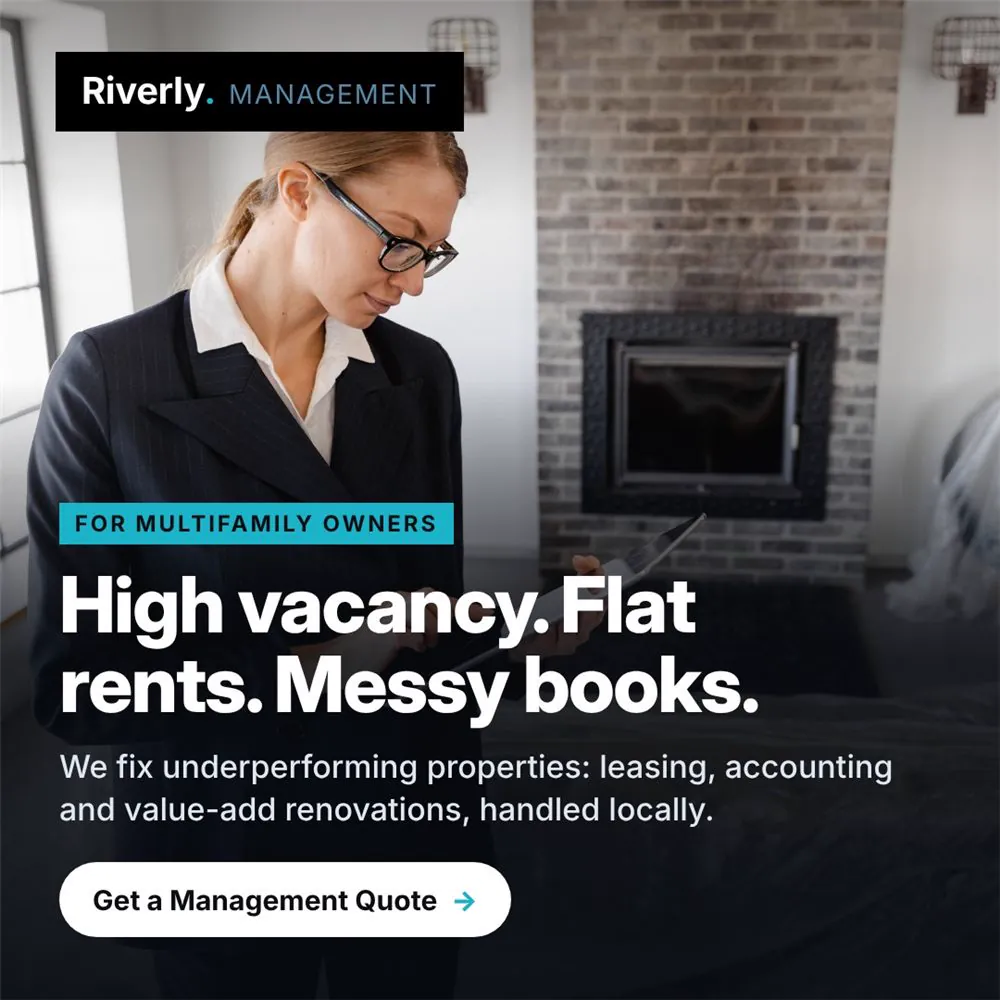 Riverly. MANAGEMENT
FOR MULTIFAMILY OWNERS
High vacancy. Flat
rents. Messy books.
We fix underperforming properties: leasing, accounting
and value-add renovations, handled locally.
Get a Management Quote →